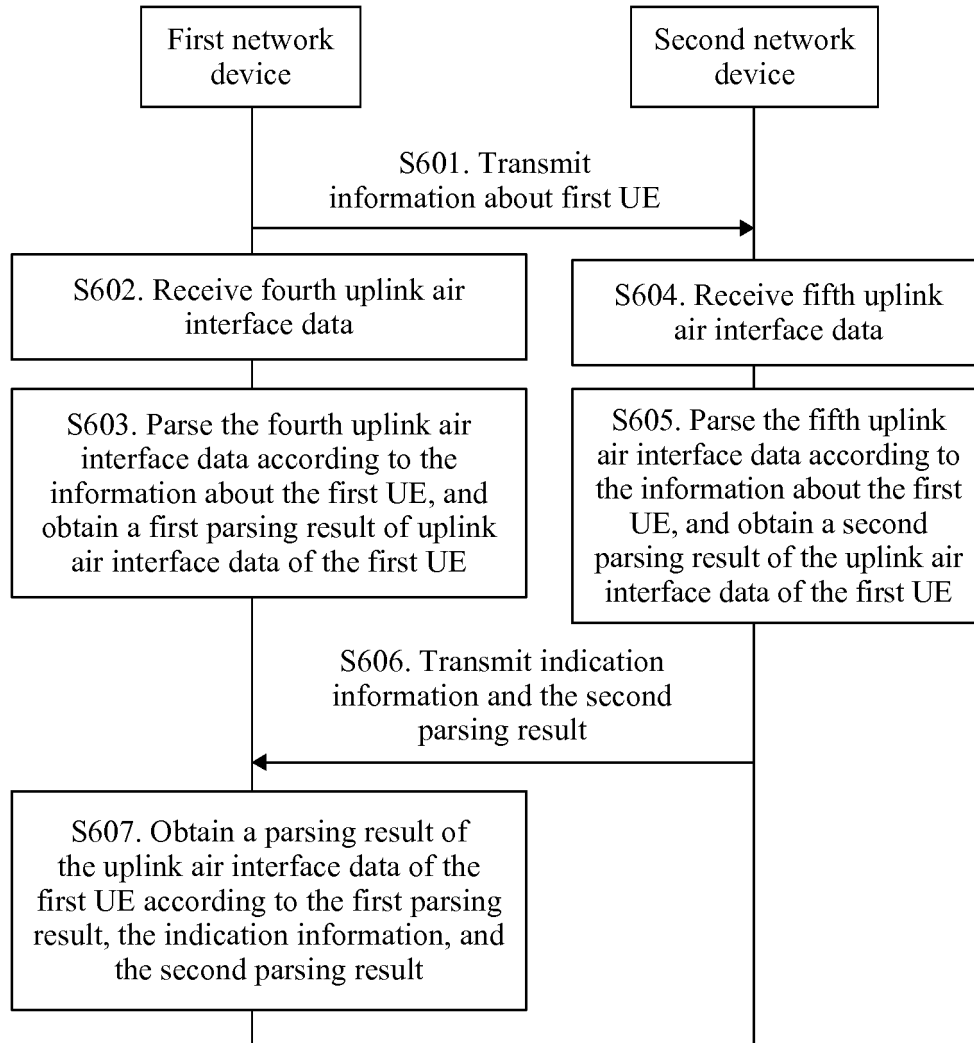 First network
device
Second network
device
S601. Transmit
information about first UE
S602. Receive fourth uplink air
interface data
S604. Receive fifth uplink
air interface data
S603. Parse the fourth uplink air
interface data according to the
information about the first UE, and
obtain a first parsing result of uplink
air interface data of the first UE
S605. Parse the fifth uplink
air interface data according to
the information about the first
UE, and obtain a second
parsing result of the uplink air
interface data of the first UE
S606. Transmit indication
information and the second
parsing result
S607. Obtain a parsing result of
the uplink air interface data of the
first UE according to the first parsing
result, the indication information, and
the second parsing result